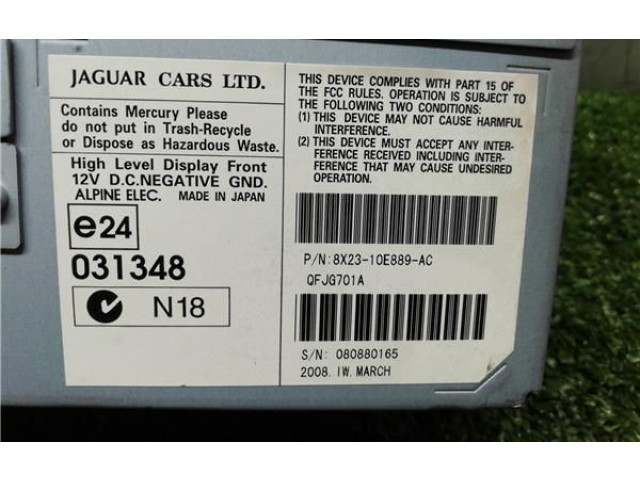 JAGUAR CARS LTD.
Contains Mercury Please
do not put in Trash-Recycle
or Dispose as Hazardous Waste.
High Level Display Front
12V D.C.NEGATIVE GND.
ALPINE ELEC. MADE IN JAPAN
e24
031348
N18
THIS DEVICE COMPLIES WITH PART 15 OF
THE FCC RULES. OPERATION IS SUBJECT TO
THE FOLLOWING TWO CONDITIONS:
(1) THIS DEVICE MAY NOT CAUSE HARMFUL
INTERFERENCE.
(2) THIS DEVICE MUST ACCEPT ANY INTER-
FERENCE RECEIVED INCLUDING INTER-
FERENCE THAT MAY CAUSE UNDESIRED
OPERATION.
P/N:8X23-10E889-AC
QFJG701A
S/N: 080880165
2008. IW. MARCH